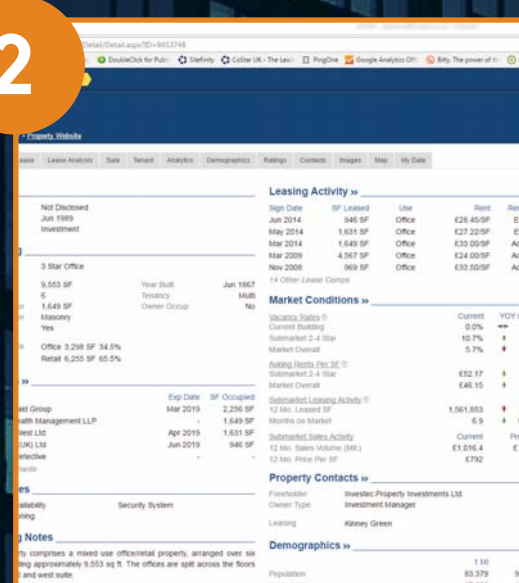 2
Detail/Detail.aspx?ID=8053748
DoubleClick for Publi
Sitefinity
CoStar UK - The Leas
PingOne
Google Analytics Offi
Bitly. The power of th
Property Website
Lease Analysis
Sale
Tenant
Analytics
Demographics
Ratings
Contacts
Images
Map
My Data
Not Disclosed
Jun 1989
Investment
3 Star Office
9,553 SF
Year Built
Jun 1867
6
Tenancy
Multi
1,649 SF
Owner Occup
No
Masonry
Yes
Office 3,298 SF 34.5%
Retail 6,255 SF 65.5%
»
Exp Date
SF Occupied
Group
Mar 2019
2,256 SF
Management LLP
-
1,649 SF
West Ltd
Apr 2019
1,631 SF
(UK) Ltd
Jun 2019
946 SF
etective
-
-
es
Security System
g Notes
ty comprises a mixed use office/retail property, arranged over six
ing approximately 9,553 sq ft. The offices are split across the floors
t and west suite.
Leasing Activity »
Sign Date
SF Leased
Use
Rent
Jun 2014
946 SF
Office
£28.45/SF
May 2014
1,631 SF
Office
£27.22/SF
Mar 2014
1,649 SF
Office
£33.00/SF
Mar 2009
4,567 SF
Office
£24.00/SF
Nov 2008
969 SF
Office
£33.50/SF
14 Other Lease Comps
Market Conditions »
Current
YOY
Vacancy Rates
Current Building
0.0%
Submarket 2-4 Star
10.7%
Market Overall
5.7%
Asking Rents Per SF
Submarket 2-4 Star
£52.17
Market Overall
£46.15
Submarket Leasing Activity
12 Mo. Leased SF
1,561,853
Months on Market
6.9
Submarket Sales Activity
Current
12 Mo. Sales Volume (Mil.)
£1,016.4
12 Mo. Price Per SF
£792
Property Contacts »
Freeholder
Investec Property Investments Ltd
Owner Type
Investment Manager
Leasing
Kinney Green
Demographics »
1 Mi
Population
83,379